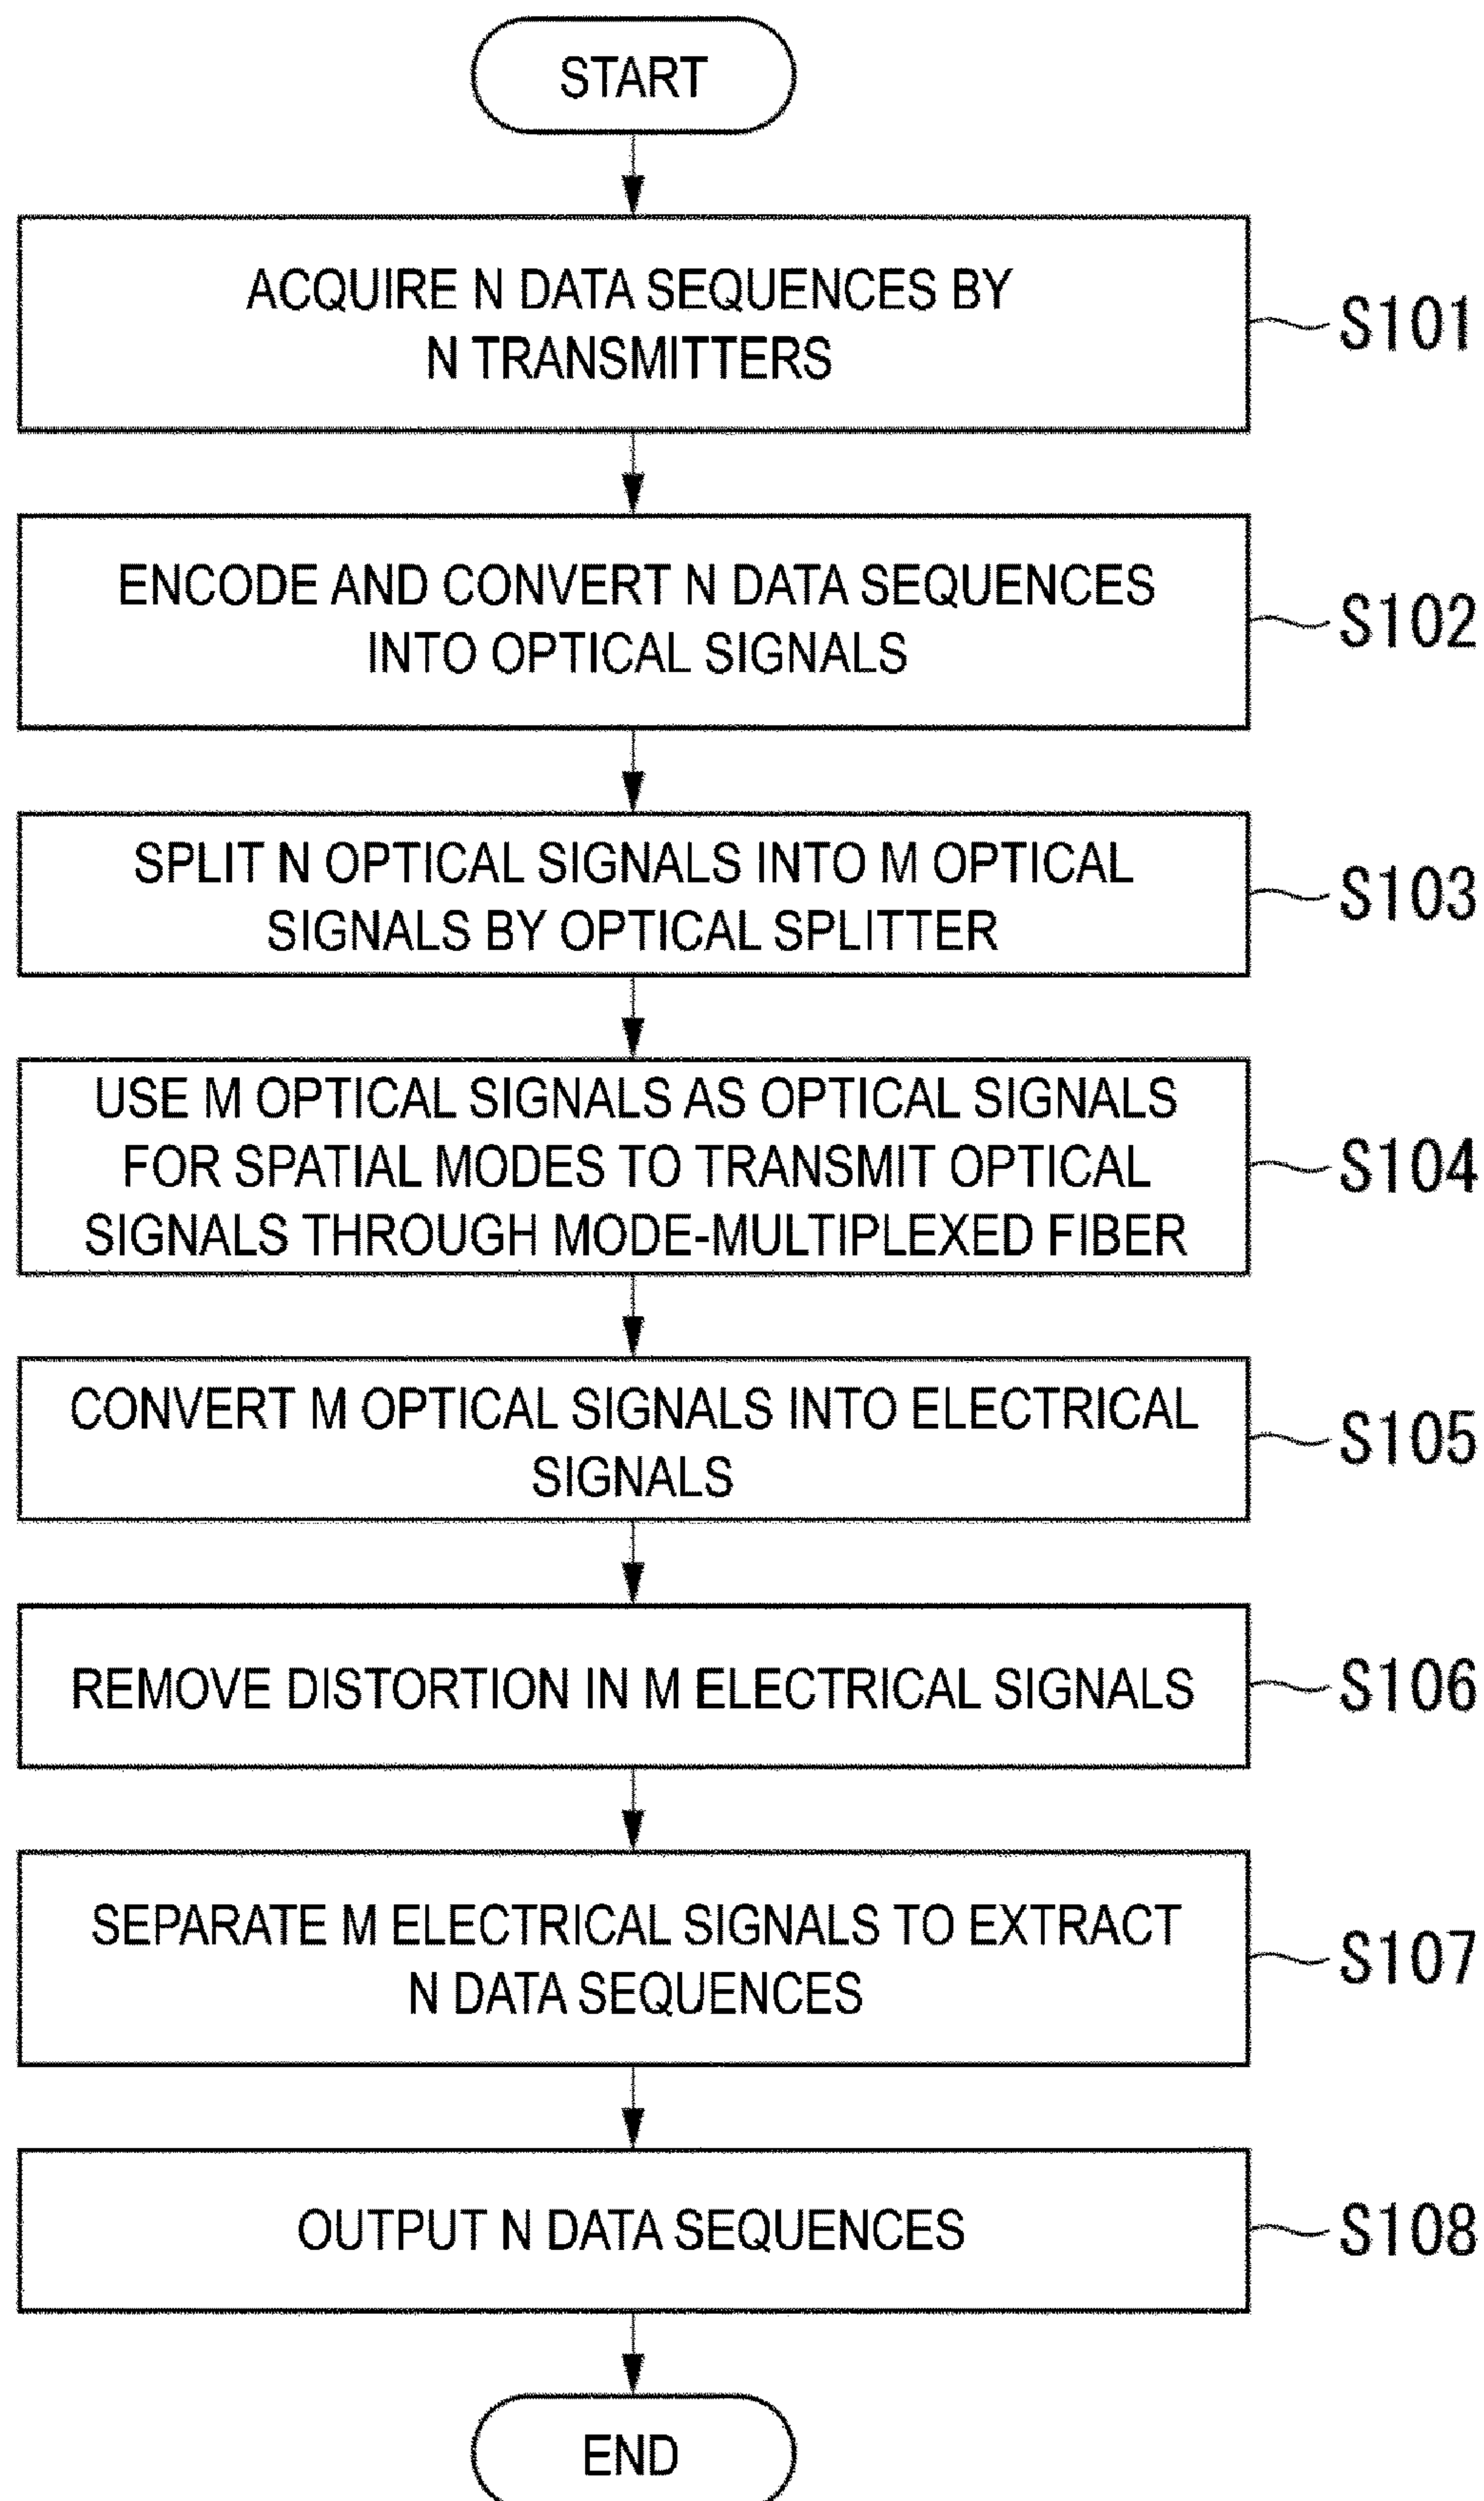 START
ACQUIRE N DATA SEQUENCES BY
N TRANSMITTERS
S101
ENCODE AND CONVERT N DATA SEQUENCES
INTO OPTICAL SIGNALS
S102
SPLIT N OPTICAL SIGNALS INTO M OPTICAL
SIGNALS BY OPTICAL SPLITTER
S103
USE M OPTICAL SIGNALS AS OPTICAL SIGNALS
FOR SPATIAL MODES TO TRANSMIT OPTICAL
SIGNALS THROUGH MODE-MULTIPLEXED FIBER
S104
CONVERT M OPTICAL SIGNALS INTO ELECTRICAL
SIGNALS
S105
REMOVE DISTORTION IN M ELECTRICAL SIGNALS
S106
SEPARATE M ELECTRICAL SIGNALS TO EXTRACT
N DATA SEQUENCES
S107
OUTPUT N DATA SEQUENCES
S108
END